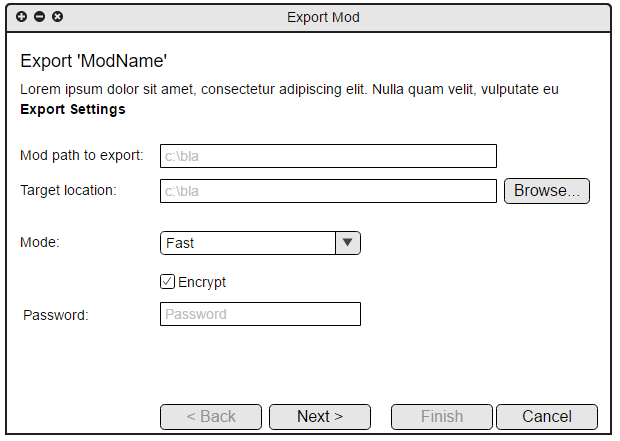 Export Mod
Export 'ModName'
Lorem ipsum dolor sit amet, consectetur adipiscing elit. Nulla quam velit, vulputate eu
Export Settings
Mod path to export: c:\bla
Target location: c:\bla Browse...
Mode: Fast
Encrypt
Password: Password
< Back Next > Finish Cancel